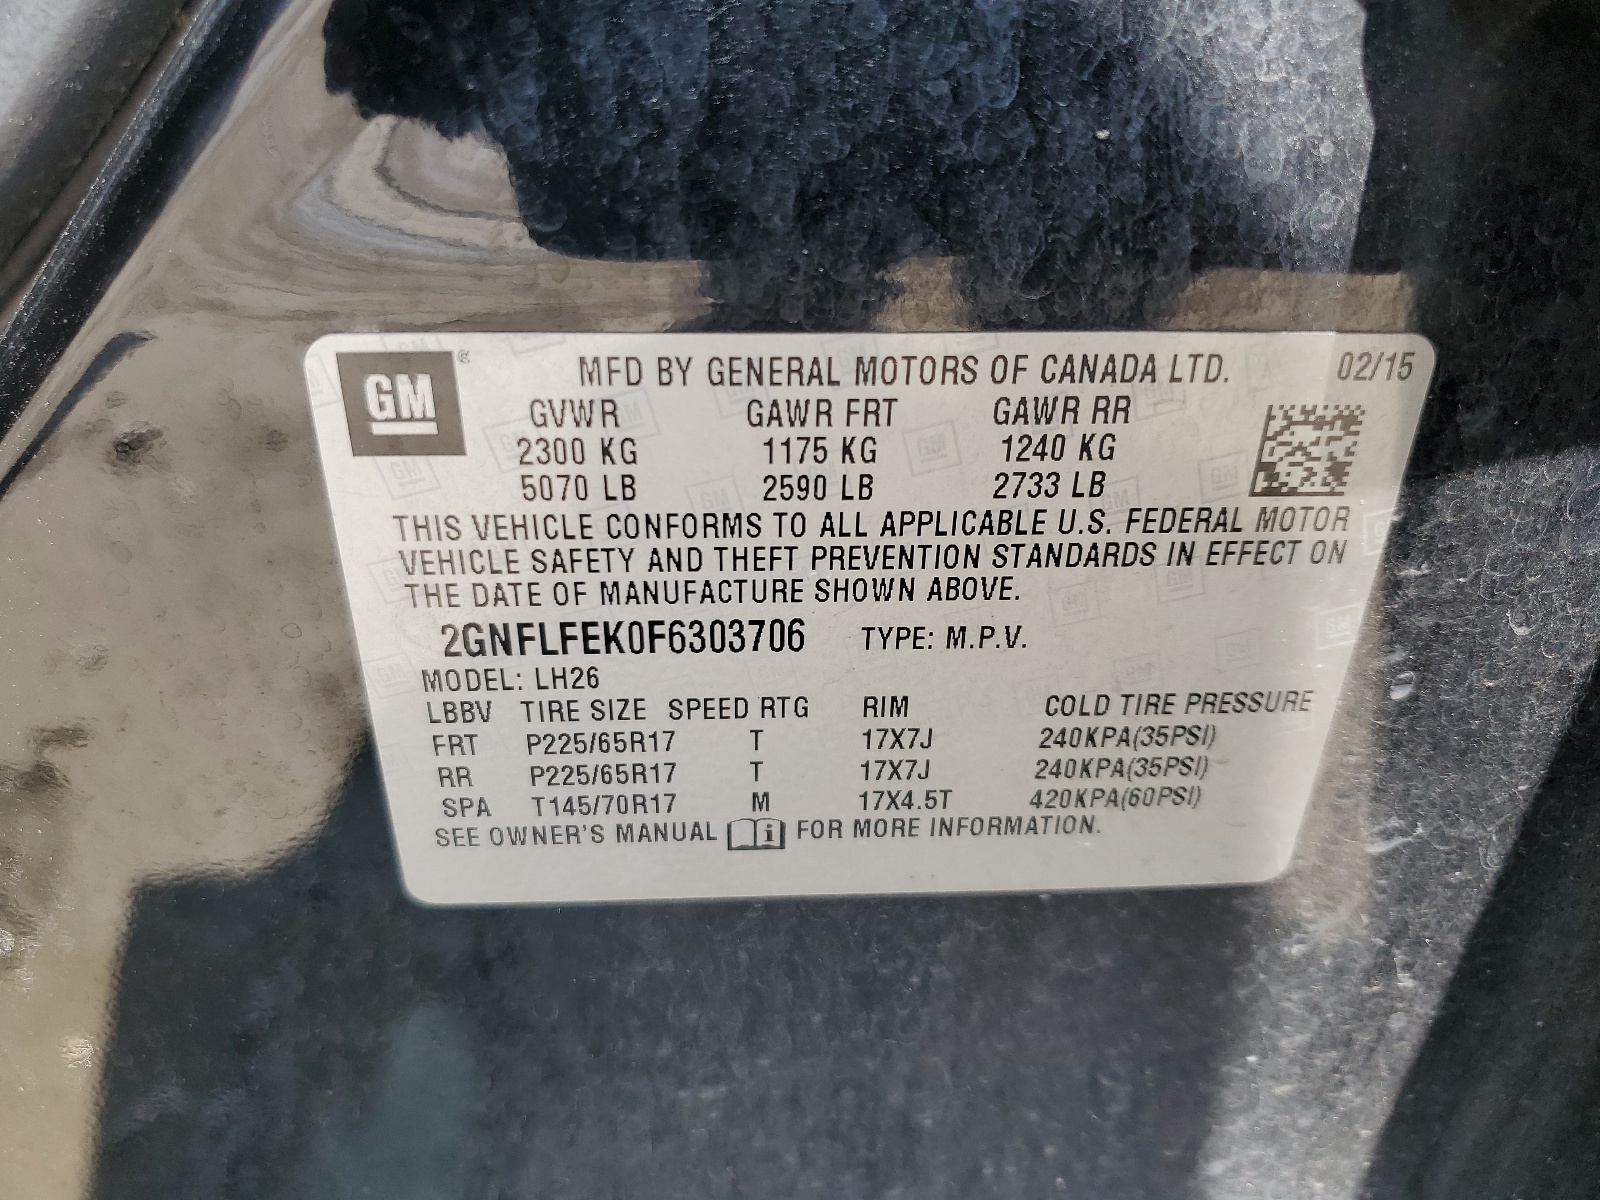 GM ® MFD BY GENERAL MOTORS OF CANADA LTD. 02/15
GVWR GAWR FRT GAWR RR
2300 KG 1175 KG 1240 KG
5070 LB 2590 LB 2733 LB
THIS VEHICLE CONFORMS TO ALL APPLICABLE U.S. FEDERAL MOTOR
VEHICLE SAFETY AND THEFT PREVENTION STANDARDS IN EFFECT ON
THE DATE OF MANUFACTURE SHOWN ABOVE.
2GNFLFEK0F6303706 TYPE: M.P.V.
MODEL: LH26
LBBV TIRE SIZE SPEED RTG RIM COLD TIRE PRESSURE
FRT P225/65R17 T 17X7J 240KPA(35PSI)
RR P225/65R17 T 17X7J 240KPA(35PSI)
SPA T145/70R17 M 17X4.5T 420KPA(60PSI)
SEE OWNER'S MANUAL i FOR MORE INFORMATION.